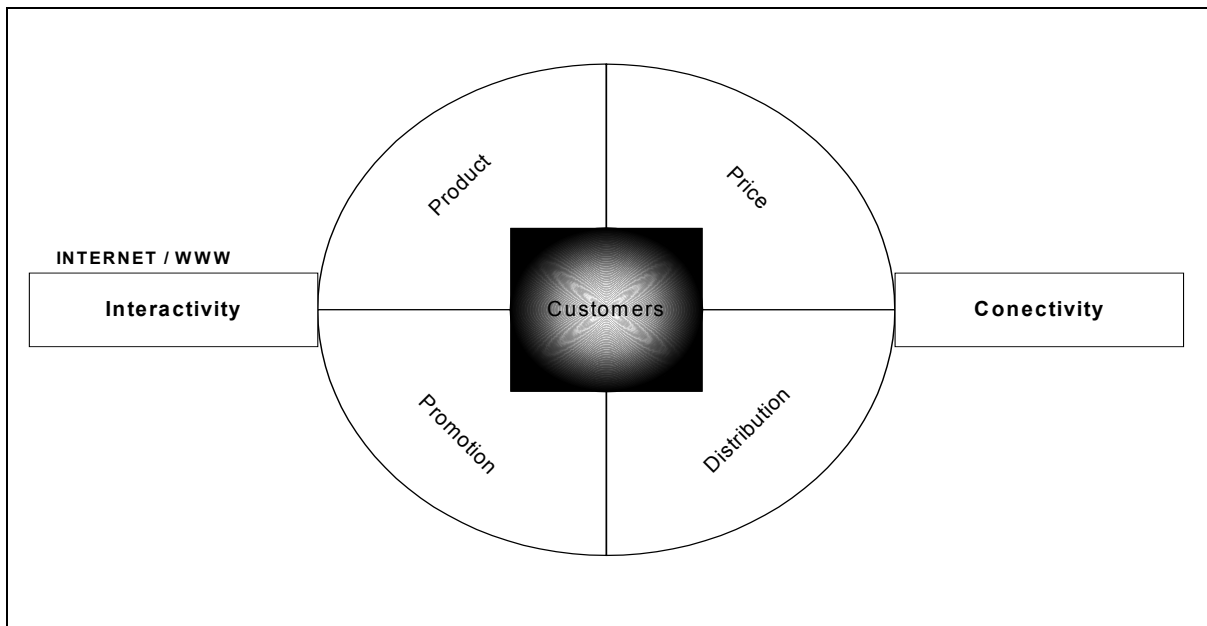 Product
Price
INTERNET / WWW
Interactivity
Customers
Conectivity
Promotion
Distribution